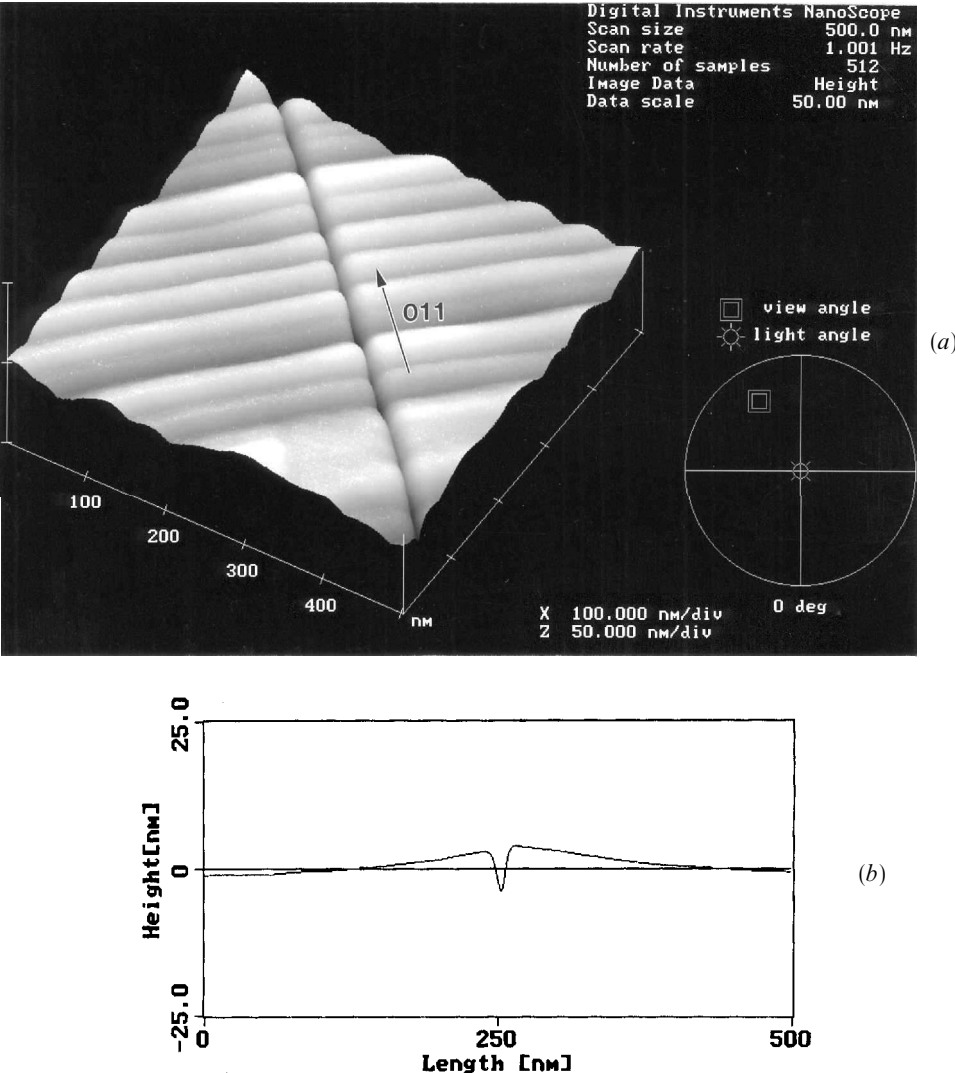 Digital Instruments NanoScope
Scan size 500.0 nm
Scan rate 1.001 Hz
Number of samples 512
Image Data Height
Data scale 50.00 nm
011
view angle
light angle
(a)
100
200
300
400
nm
0 deg
X 100.000 nm/div
Z 50.000 nm/div
25.0
0
-25.0
Height[nm]
(b)
0 250 500
Length [nm]